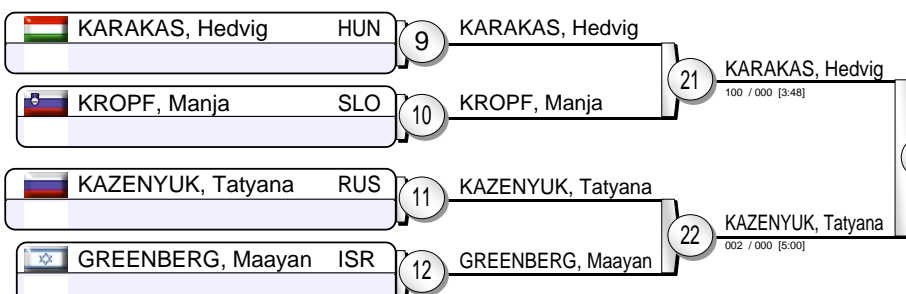 KARAKAS, Hedvig HUN
9
KARAKAS, Hedvig
KROPF, Manja SLO
10
KROPF, Manja
21
KARAKAS, Hedvig
100 / 000 [3:48]
KAZENYUK, Tatyana RUS
11
KAZENYUK, Tatyana
GREENBERG, Maayan ISR
12
GREENBERG, Maayan
22
KAZENYUK, Tatyana
002 / 000 [5:00]